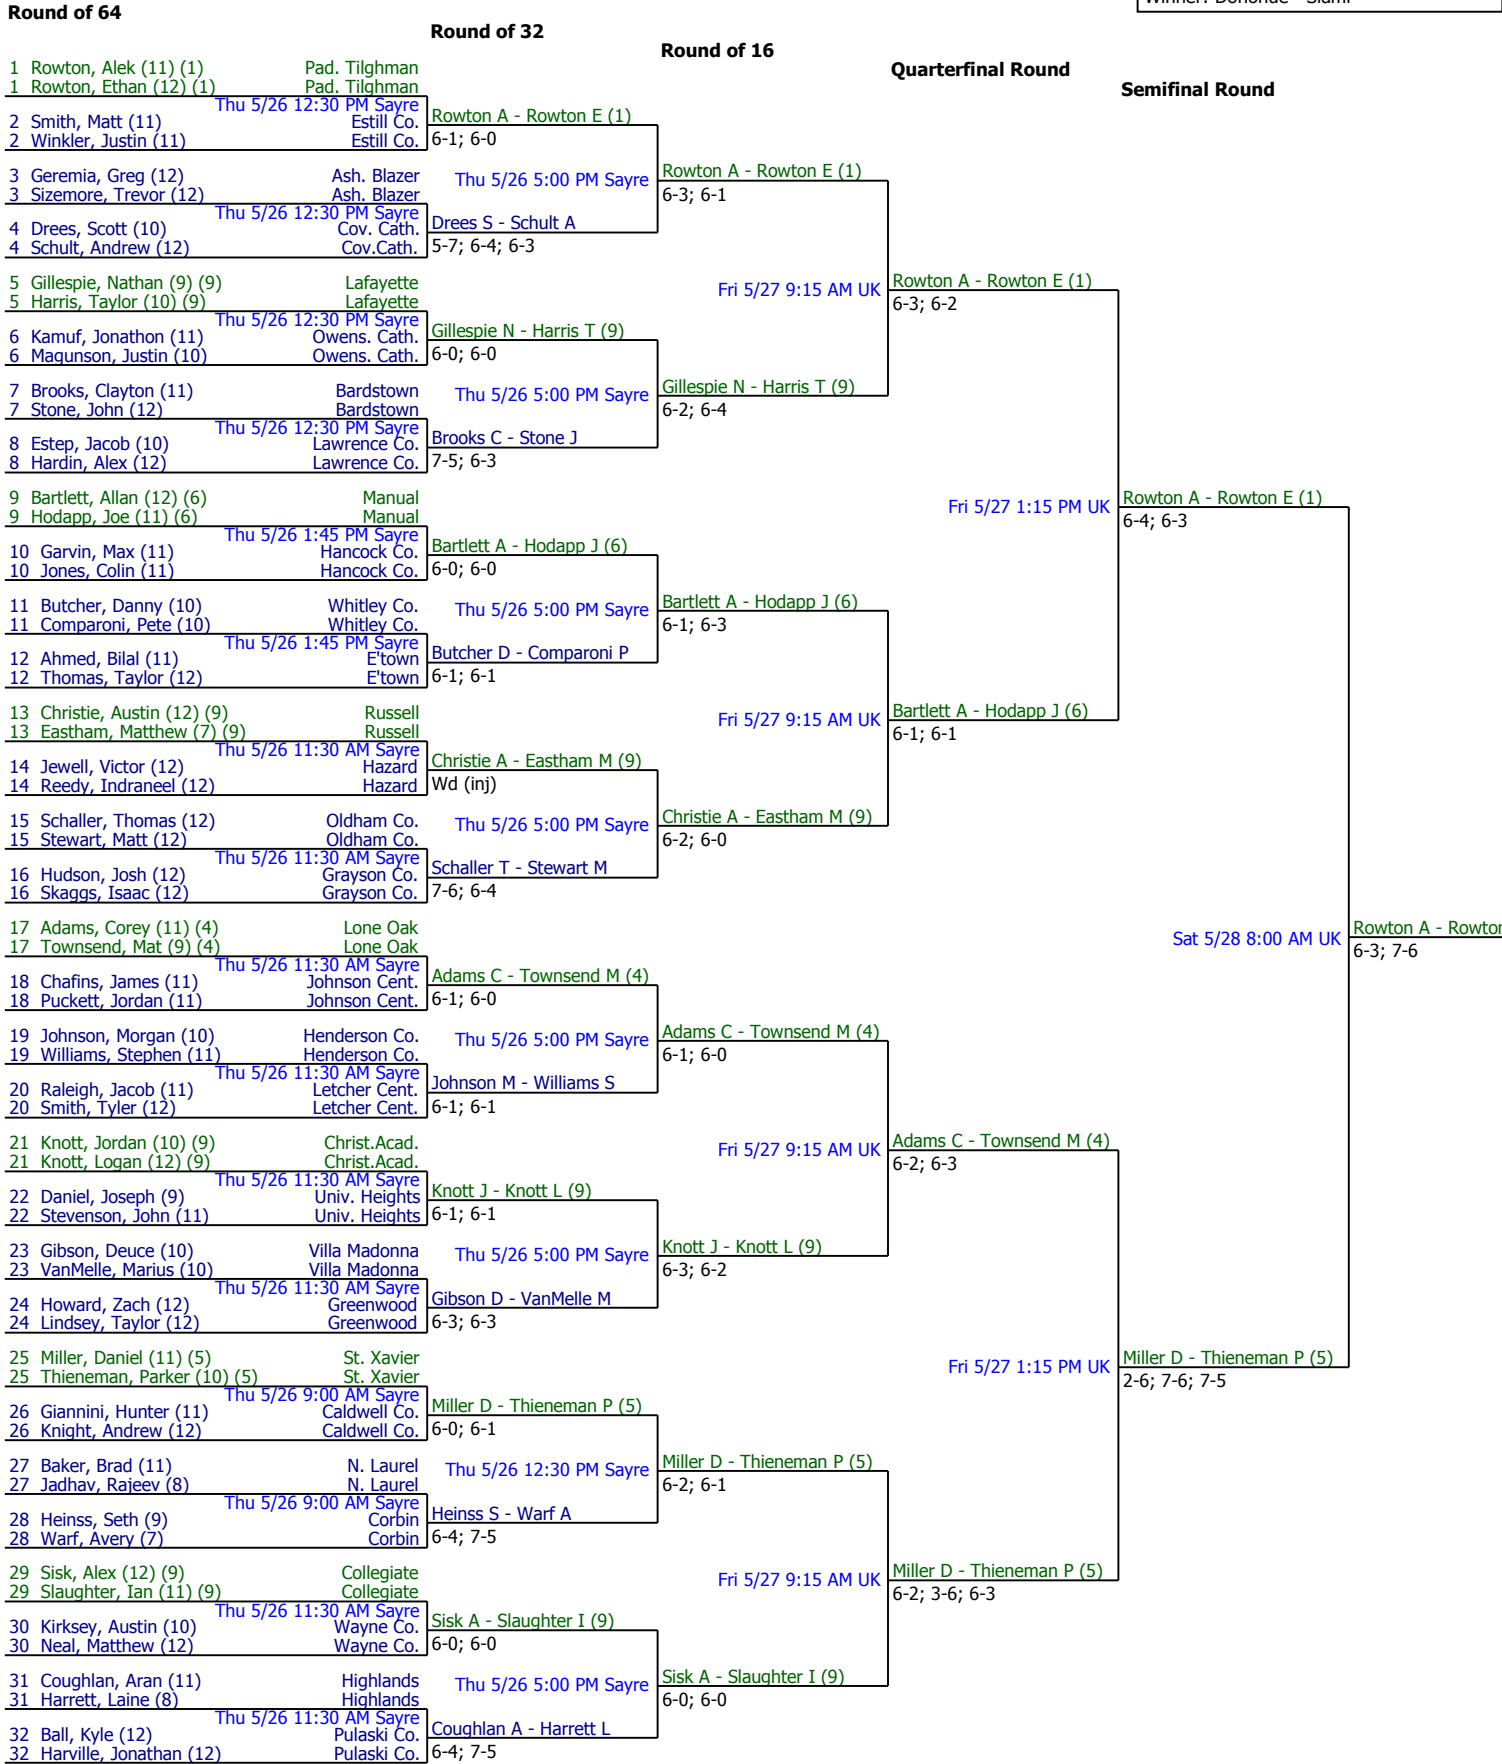 Round of 64
Round of 32
Round of 16
Quarterfinal Round
Semifinal Round
1 Rowton, Alek (11) (1) Pad. Tilghman
1 Rowton, Ethan (12) (1) Pad. Tilghman
Thu 5/26 12:30 PM Sayre
2 Smith, Matt (11) Estill Co.
2 Winkler, Justin (11) Estill Co.
3 Geremia, Greg (12) Ash. Blazer
3 Sizemore, Trevor (12) Ash. Blazer
Thu 5/26 12:30 PM Sayre
4 Drees, Scott (10) Cov. Cath.
4 Schult, Andrew (12) Cov.Cath.
5 Gillespie, Nathan (9) (9) Lafayette
5 Harris, Taylor (10) (9) Lafayette
Thu 5/26 12:30 PM Sayre
6 Kamuf, Jonathon (11) Owens. Cath.
6 Magunson, Justin (10) Owens. Cath.
7 Brooks, Clayton (11) Bardstown
7 Stone, John (12) Bardstown
Thu 5/26 12:30 PM Sayre
8 Estep, Jacob (10) Lawrence Co.
8 Hardin, Alex (12) Lawrence Co.
9 Bartlett, Allan (12) (6) Manual
9 Hodapp, Joe (11) (6) Manual
Thu 5/26 1:45 PM Sayre
10 Garvin, Max (11) Hancock Co.
10 Jones, Colin (11) Hancock Co.
11 Butcher, Danny (10) Whitley Co.
11 Comparoni, Pete (10) Whitley Co.
Thu 5/26 1:45 PM Sayre
12 Ahmed, Bilal (11) E'town
12 Thomas, Taylor (12) E'town
13 Christie, Austin (12) (9) Russell
13 Eastham, Matthew (7) (9) Russell
Thu 5/26 11:30 AM Sayre
14 Jewell, Victor (12) Hazard
14 Reedy, Indraneel (12) Hazard
15 Schaller, Thomas (12) Oldham Co.
15 Stewart, Matt (12) Oldham Co.
Thu 5/26 11:30 AM Sayre
16 Hudson, Josh (12) Grayson Co.
16 Skaggs, Isaac (12) Grayson Co.
17 Adams, Corey (11) (4) Lone Oak
17 Townsend, Mat (9) (4) Lone Oak
Thu 5/26 11:30 AM Sayre
18 Chafins, James (11) Johnson Cent.
18 Puckett, Jordan (11) Johnson Cent.
19 Johnson, Morgan (10) Henderson Co.
19 Williams, Stephen (11) Henderson Co.
Thu 5/26 11:30 AM Sayre
20 Raleigh, Jacob (11) Letcher Cent.
20 Smith, Tyler (12) Letcher Cent.
21 Knott, Jordan (10) (9) Christ.Acad.
21 Knott, Logan (12) (9) Christ.Acad.
Thu 5/26 11:30 AM Sayre
22 Daniel, Joseph (9) Univ. Heights
22 Stevenson, John (11) Univ. Heights
23 Gibson, Deuce (10) Villa Madonna
23 VanMelle, Marius (10) Villa Madonna
Thu 5/26 11:30 AM Sayre
24 Howard, Zach (12) Greenwood
24 Lindsey, Taylor (12) Greenwood
25 Miller, Daniel (11) (5) St. Xavier
25 Thieneman, Parker (10) (5) St. Xavier
Thu 5/26 9:00 AM Sayre
26 Giannini, Hunter (11) Caldwell Co.
26 Knight, Andrew (12) Caldwell Co.
27 Baker, Brad (11) N. Laurel
27 Jadhav, Rajeev (8) N. Laurel
Thu 5/26 9:00 AM Sayre
28 Heinss, Seth (9) Corbin
28 Warf, Avery (7) Corbin
29 Sisk, Alex (12) (9) Collegiate
29 Slaughter, Ian (11) (9) Collegiate
Thu 5/26 11:30 AM Sayre
30 Kirksey, Austin (10) Wayne Co.
30 Neal, Matthew (12) Wayne Co.
31 Coughlan, Aran (11) Highlands
31 Harrett, Laine (8) Highlands
Thu 5/26 11:30 AM Sayre
32 Ball, Kyle (12) Pulaski Co.
32 Harville, Jonathan (12) Pulaski Co.
Rowton A - Rowton E (1)
6-1; 6-0
Thu 5/26 5:00 PM Sayre
Drees S - Schult A
5-7; 6-4; 6-3
Gillespie N - Harris T (9)
6-0; 6-0
Thu 5/26 5:00 PM Sayre
Brooks C - Stone J
7-5; 6-3
Bartlett A - Hodapp J (6)
6-0; 6-0
Thu 5/26 5:00 PM Sayre
Butcher D - Comparoni P
6-1; 6-1
Christie A - Eastham M (9)
Wd (inj)
Thu 5/26 5:00 PM Sayre
Schaller T - Stewart M
7-6; 6-4
Adams C - Townsend M (4)
6-1; 6-0
Thu 5/26 5:00 PM Sayre
Johnson M - Williams S
6-1; 6-1
Knott J - Knott L (9)
6-1; 6-1
Thu 5/26 5:00 PM Sayre
Gibson D - VanMelle M
6-3; 6-3
Miller D - Thieneman P (5)
6-0; 6-1
Thu 5/26 12:30 PM Sayre
Heinss S - Warf A
6-4; 7-5
Sisk A - Slaughter I (9)
6-0; 6-0
Thu 5/26 5:00 PM Sayre
Coughlan A - Harrett L
6-4; 7-5
Rowton A - Rowton E (1)
6-3; 6-1
Fri 5/27 9:15 AM UK
Gillespie N - Harris T (9)
6-2; 6-4
Bartlett A - Hodapp J (6)
6-1; 6-3
Fri 5/27 9:15 AM UK
Christie A - Eastham M (9)
6-2; 6-0
Adams C - Townsend M (4)
6-1; 6-0
Fri 5/27 9:15 AM UK
Knott J - Knott L (9)
6-3; 6-2
Miller D - Thieneman P (5)
6-2; 6-1
Fri 5/27 9:15 AM UK
Sisk A - Slaughter I (9)
6-0; 6-0
Rowton A - Rowton E (1)
6-3; 6-2
Fri 5/27 1:15 PM UK
Bartlett A - Hodapp J (6)
6-1; 6-1
Adams C - Townsend M (4)
6-2; 6-3
Fri 5/27 1:15 PM UK
Miller D - Thieneman P (5)
6-2; 3-6; 6-3
Rowton A - Rowton E (1)
6-4; 6-3
Sat 5/28 8:00 AM UK
Miller D - Thieneman P (5)
2-6; 7-6; 7-5
Rowton A - Rowton
6-3; 7-6